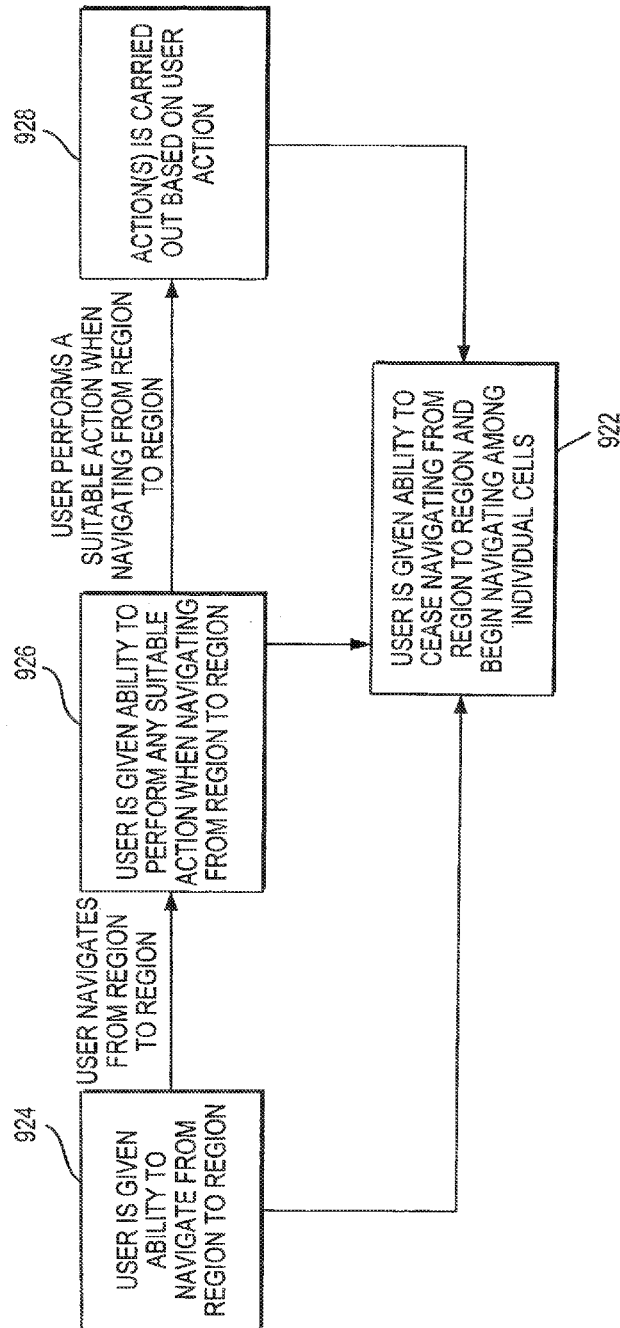 924
USER IS GIVEN
ABILITY TO
NAVIGATE FROM
REGION TO REGION
USER NAVIGATES
FROM REGION
TO REGION
926
USER IS GIVEN ABILITY TO
PERFORM ANY SUITABLE
ACTION WHEN NAVIGATING
FROM REGION TO REGION
USER PERFORMS A
SUITABLE ACTION WHEN
NAVIGATING FROM REGION
TO REGION
928
ACTION(S) IS CARRIED
OUT BASED ON USER
ACTION
USER IS GIVEN ABILITY TO
CEASE NAVIGATING FROM
REGION TO REGION AND
BEGIN NAVIGATING AMONG
INDIVIDUAL CELLS
922